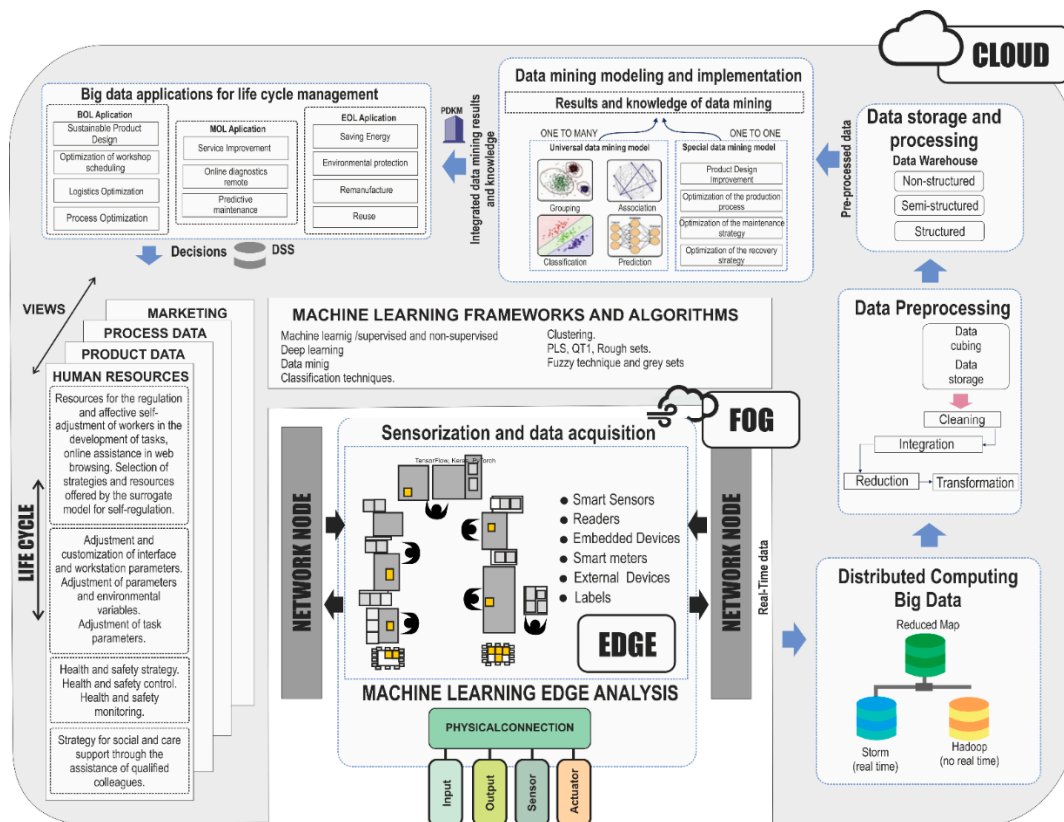 CLOUD
Big data applications for life cycle management
BOL Aplication
Sustainable Product
Design
Optimization of workshop
scheduling
Logistics Optimization
Process Optimization
MOL Aplication
Service Improvement
Online diagnostics
remote
Predictive
maintenance
EOL Aplication
Saving Energy
Environmental protection
Remanufacture
Reuse
PDKM
Integrated data mining results
and knowledge
Data mining modeling and implementation
Results and knowledge of data mining
ONE TO MANY
ONE TO ONE
Universal data mining model
Grouping
Association
Classification
Prediction
Special data mining model
Product Design
Improvement
Optimization of the production
process
Optimization of the maintenance
strategy
Optimization of the recovery
strategy
Pre-processed data
Data storage and
processing
Data Warehouse
Non-structured
Semi-structured
Structured
Decisions
DSS
VIEWS
MARKETING
PROCESS DATA
PRODUCT DATA
HUMAN RESOURCES
Resources for the regulation
and affective self-
adjustment of workers in the
development of tasks,
online assistance in web
browsing. Selection of
strategies and resources
offered by the surrogate
model for self-regulation.
Adjustment and
customization of interface
and workstation parameters.
Adjustment of parameters
and environmental
variables.
Adjustment of task
parameters.
Health and safety strategy.
Health and safety control.
Health and safety
monitoring.
Strategy for social and care
support through the
assistance of qualified
colleagues.
LIFE CYCLE
MACHINE LEARNING FRAMEWORKS AND ALGORITHMS
Machine learnig /supervised and non-supervised
Deep learning
Data minig
Classification techniques.
Clustering.
PLS, QT1, Rough sets.
Fuzzy technique and grey sets
FOG
Sensorization and data acquisition
TensorFlow, Keras, PyTorch
Smart Sensors
Readers
Embedded Devices
Smart meters
External Devices
Labels
EDGE
NETWORK NODE
NETWORK NODE
Real-Time data
MACHINE LEARNING EDGE ANALYSIS
PHYSICALCONNECTION
Input
Output
Sensor
Actuator
Data Preprocessing
Data
cubing
Data
storage
Cleaning
Integration
Reduction
Transformation
Distributed Computing
Big Data
Reduced Map
Storm
(real time)
Hadoop
(no real time)